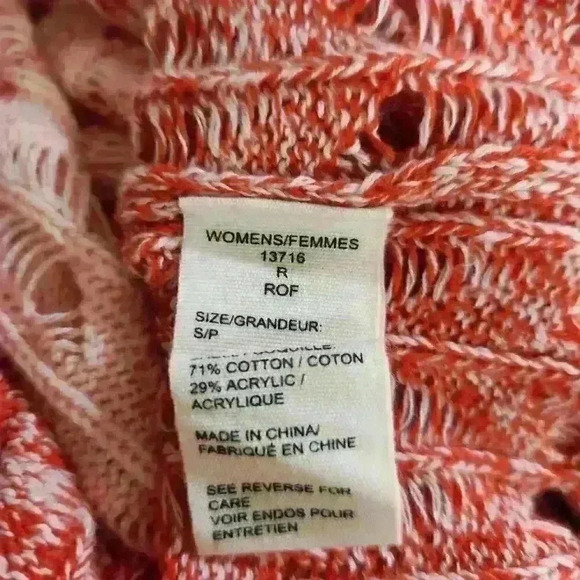 WOMENS/FEMMES
13716
R
ROF
SIZE/GRANDEUR:
S/P
71% COTTON / COTON
29% ACRYLIC /
ACRYLIQUE
MADE IN CHINA/
FABRIQUÉ EN CHINE
SEE REVERSE FOR
CARE
VOIR ENDOS POUR
ENTRETIEN